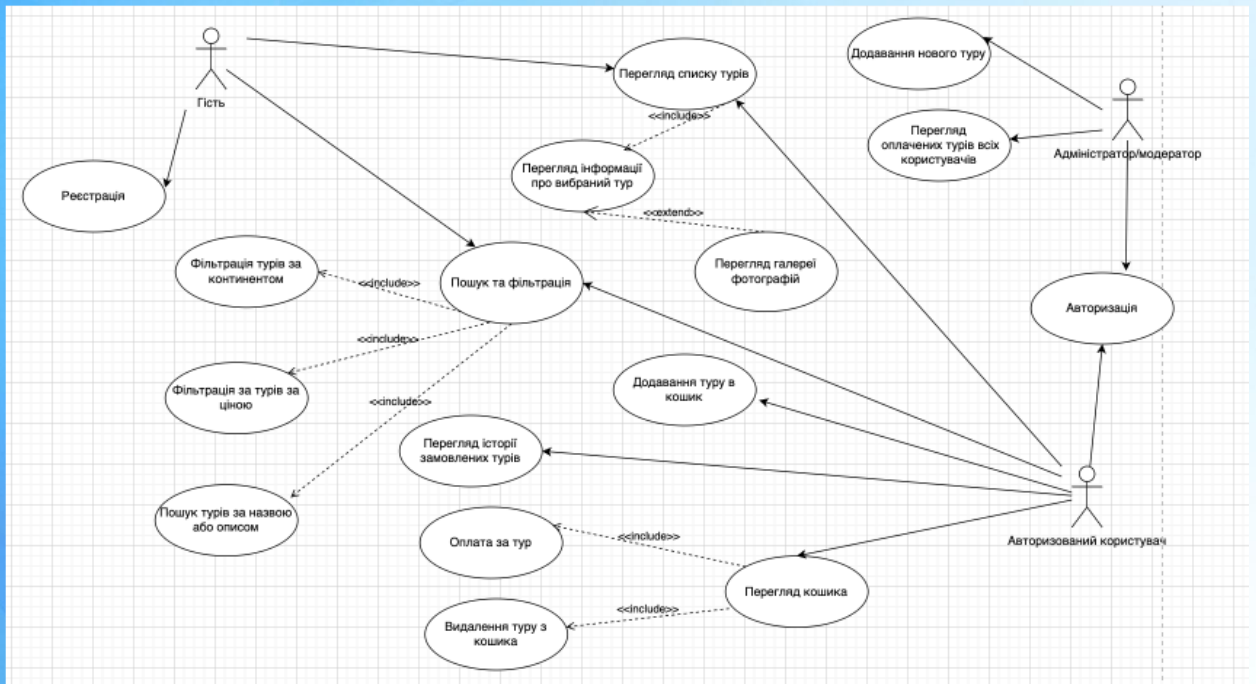 Гість
Перегляд списку турів
Додавання нового туру
<<include>>
Перегляд
оплачених турів всіх
користувачів
Адміністратор/модератор
Перегляд інформації
про вибраний тур
Реєстрація
<<extend>>
Фільтрація турів за
континентом
<<include>>
Пошук та фільтрація
Перегляд галереї
фотографій
Авторизація
<<include>>
Фільтрація за турів за
ціною
<<include>>
Додавання туру в
кошик
Перегляд історії
замовлених турів
Пошук турів за назвою
або описом
Оплата за тур
<<include>>
Авторизований користувач
Перегляд кошика
<<include>>
Видалення туру з
кошика